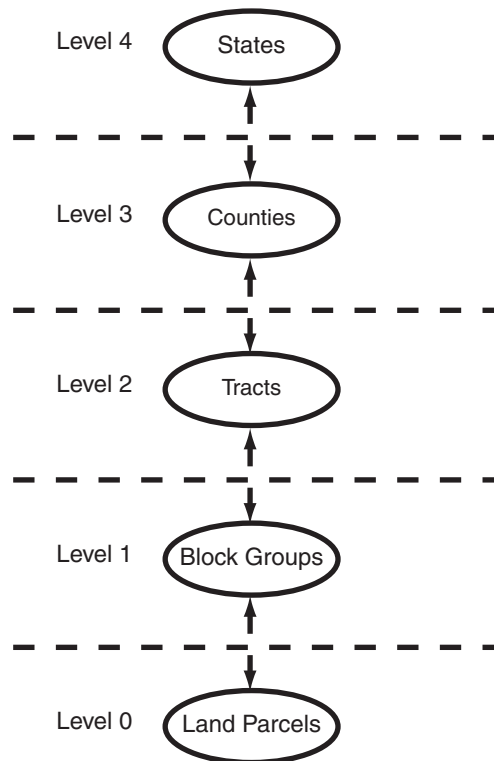 Level 4 States
Level 3 Counties
Level 2 Tracts
Level 1 Block Groups
Level 0 Land Parcels